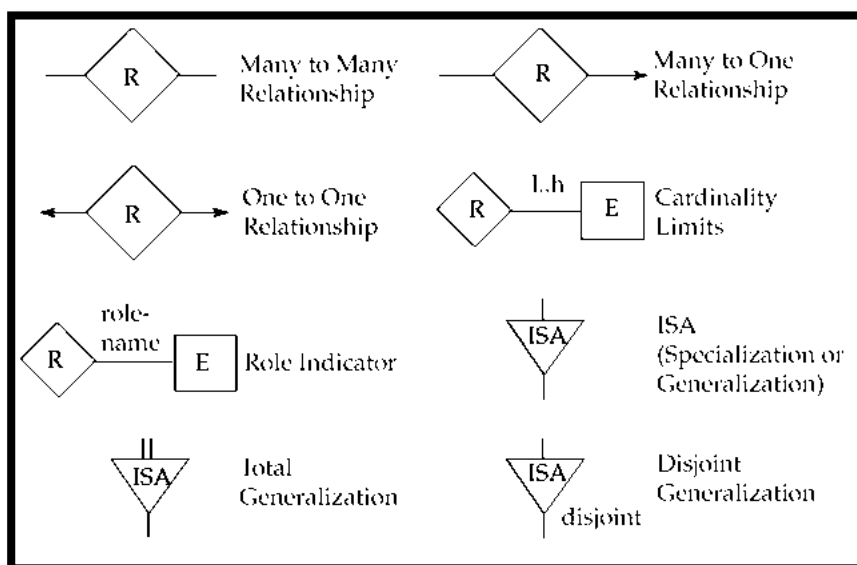 R
Many to Many
Relationship
R
Many to One
Relationship
R
One to One
Relationship
R
l..h
E
Cardinality
Limits
R
role-
name
E
Role Indicator
ISA
ISA
(Specialization or
Generalization)
ISA
Total
Generalization
ISA
disjoint
Disjoint
Generalization